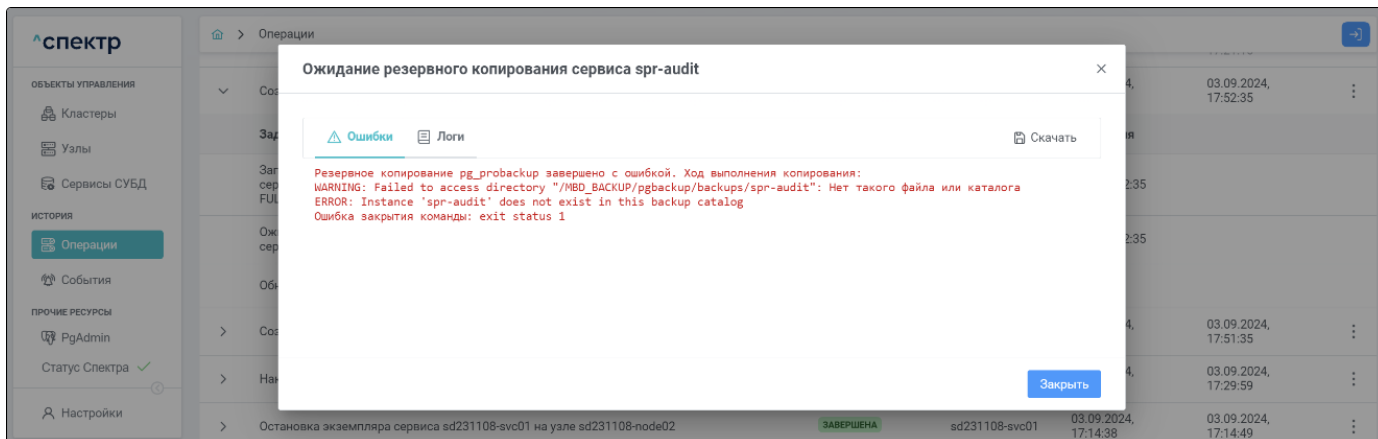 ^спектр
Операции
ОБЪЕКТЫ УПРАВЛЕНИЯ
Кластеры
Узлы
Сервисы СУБД
ИСТОРИЯ
Операции
События
ПРОЧИЕ РЕСУРСЫ
PgAdmin
Статус Спектра
Настройки
Ожидание резервного копирования сервиса spr-audit
Ошибки
Логи
Скачать
Резервное копирование pg_probackup завершено с ошибкой. Ход выполнения копирования:
WARNING: Failed to access directory "/MBD_BACKUP/pgbackup/backups/spr-audit": Нет такого файла или каталога
ERROR: Instance 'spr-audit' does not exist in this backup catalog
Ошибка закрытия команды: exit status 1
Закрыть
03.09.2024,
17:52:35
03.09.2024,
17:51:35
03.09.2024,
17:29:59
Остановка экземпляра сервиса sd231108-svc01 на узле sd231108-node02
ЗАВЕРШЕНА
sd231108-svc01
03.09.2024,
17:14:38
03.09.2024,
17:14:49